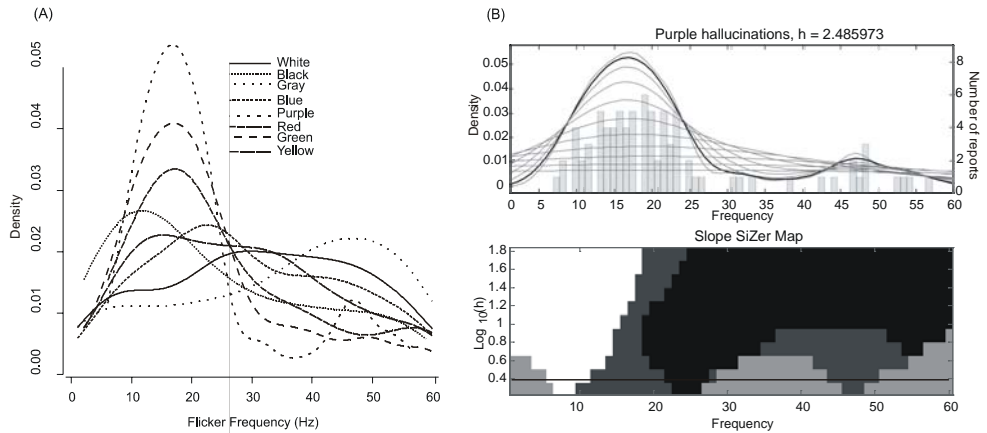 (A)
0.05
0.04
0.03
0.02
0.01
0.00
Density
White
Black
Gray
Blue
Purple
Red
Green
Yellow
0 10 20 30 40 50 60
Flicker Frequency (Hz)
(B)
Purple hallucinations, h = 2.485973
0.05
0.04
0.03
0.02
0.01
0
Density
8
6
4
2
0
Number of reports
0 5 10 15 20 25 30 35 40 45 50 55 60
Frequency
Slope SiZer Map
1.8
1.6
1.4
1.2
1
0.8
0.6
0.4
Log 10(h)
10 20 30 40 50 60
Frequency